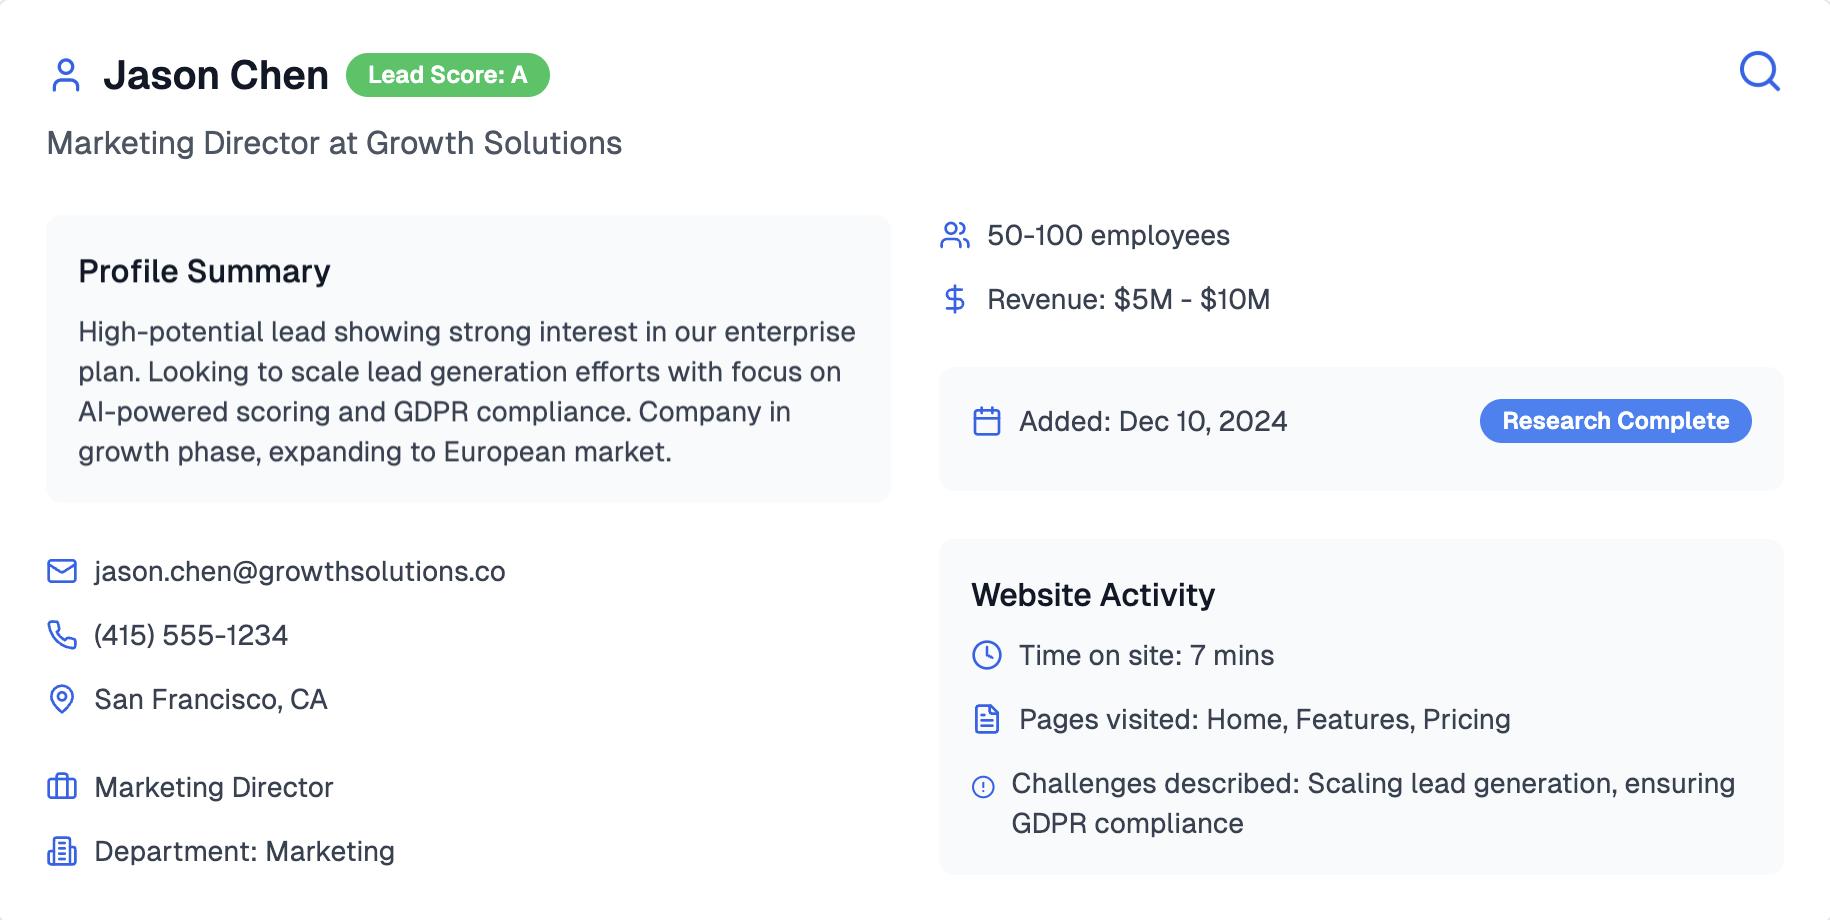 Jason Chen
Lead Score: A
Marketing Director at Growth Solutions
Profile Summary
High-potential lead showing strong interest in our enterprise
plan. Looking to scale lead generation efforts with focus on
AI-powered scoring and GDPR compliance. Company in
growth phase, expanding to European market.
jason.chen@growthsolutions.co
(415) 555-1234
San Francisco, CA
Marketing Director
Department: Marketing
50-100 employees
Revenue: $5M - $10M
Added: Dec 10, 2024
Research Complete
Website Activity
Time on site: 7 mins
Pages visited: Home, Features, Pricing
Challenges described: Scaling lead generation, ensuring
GDPR compliance